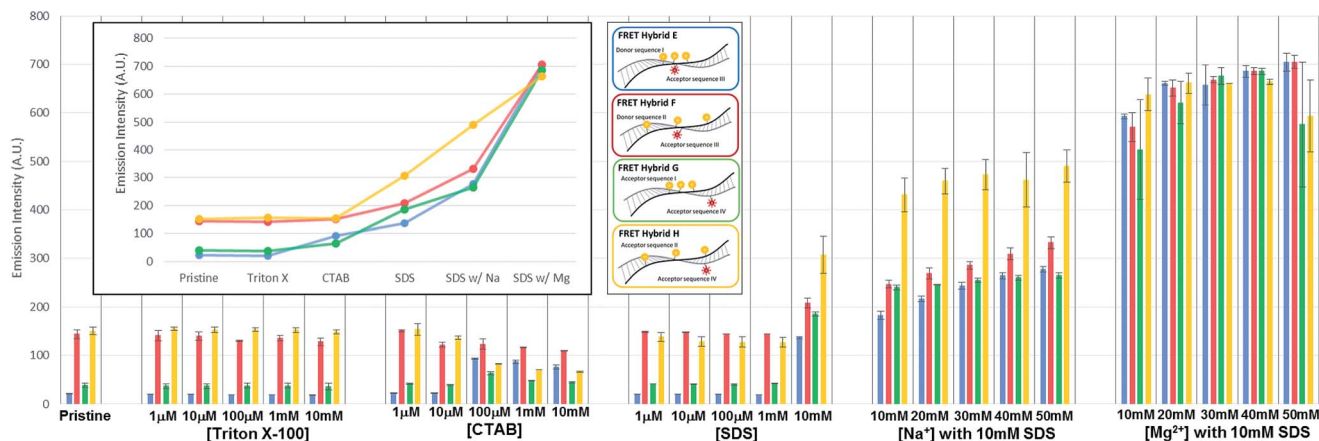 800
700
600
500
400
300
200
100
0
Emission Intensity (A.U.)
800
700
600
500
400
300
200
100
0
Emission Intensity (A.U.)
Pristine Triton X CTAB SDS SDS w/ Na SDS w/ Mg
FRET Hybrid E
Donor sequence I
Acceptor sequence III
FRET Hybrid F
Donor sequence II
Acceptor sequence III
FRET Hybrid G
Acceptor sequence I
Acceptor sequence IV
FRET Hybrid H
Acceptor sequence II
Acceptor sequence IV
Pristine
1µM 10µM 100µM 1mM 10mM
[Triton X-100]
1µM 10µM 100µM 1mM 10mM
[CTAB]
1µM 10µM 100µM 1mM 10mM
[SDS]
10mM 20mM 30mM 40mM 50mM
[Na⁺] with 10mM SDS
10mM 20mM 30mM 40mM 50mM
[Mg²⁺] with 10mM SDS